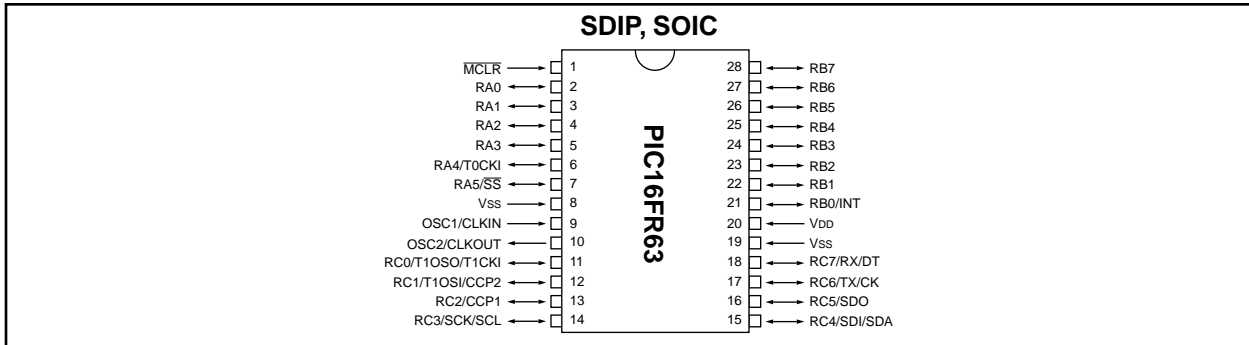 SDIP, SOIC
MCLR 1 28 RB7
RA0 2 27 RB6
RA1 3 26 RB5
RA2 4 25 RB4
RA3 5 24 RB3
RA4/T0CKI 6 23 RB2
RA5/SS 7 22 RB1
VSS 8 21 RB0/INT
OSC1/CLKIN 9 20 VDD
OSC2/CLKOUT 10 19 VSS
RC0/T1OSO/T1CKI 11 18 RC7/RX/DT
RC1/T1OSI/CCP2 12 17 RC6/TX/CK
RC2/CCP1 13 16 RC5/SDO
RC3/SCK/SCL 14 15 RC4/SDI/SDA
PIC16FR63